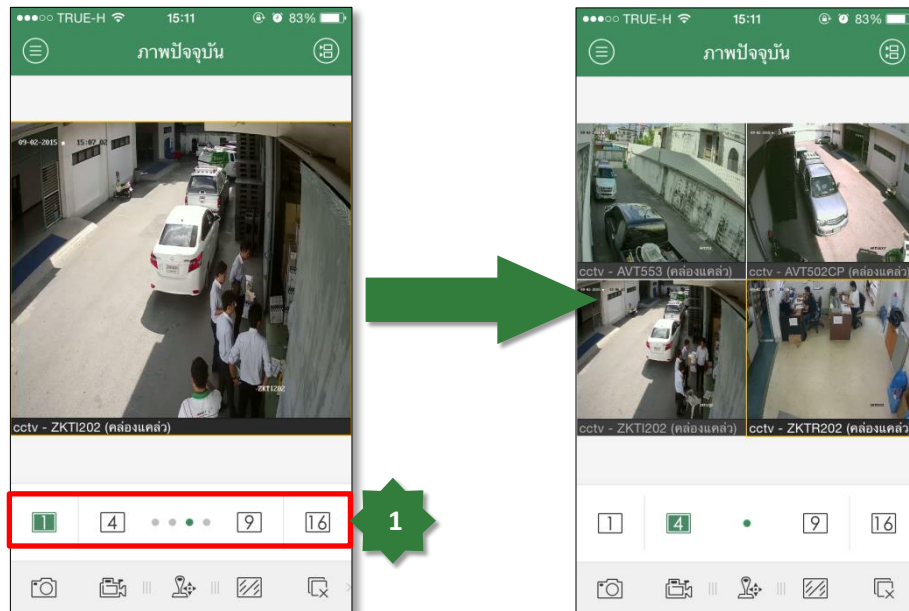 TRUE-H 15:11 83%
ภาพปัจจุบัน
09-02-2015 15:07:02
ZKTI202
cctv - ZKTI202 (คล่องแคล่ว)
1 4 9 16
1
TRUE-H 15:11 83%
ภาพปัจจุบัน
cctv - AVT553 (คล่องแคล่ว)
cctv - AVT502CP (คล่องแคล่ว)
cctv - ZKTI202 (คล่องแคล่ว)
cctv - ZKTR202 (คล่องแคล่ว)
1 4 9 16